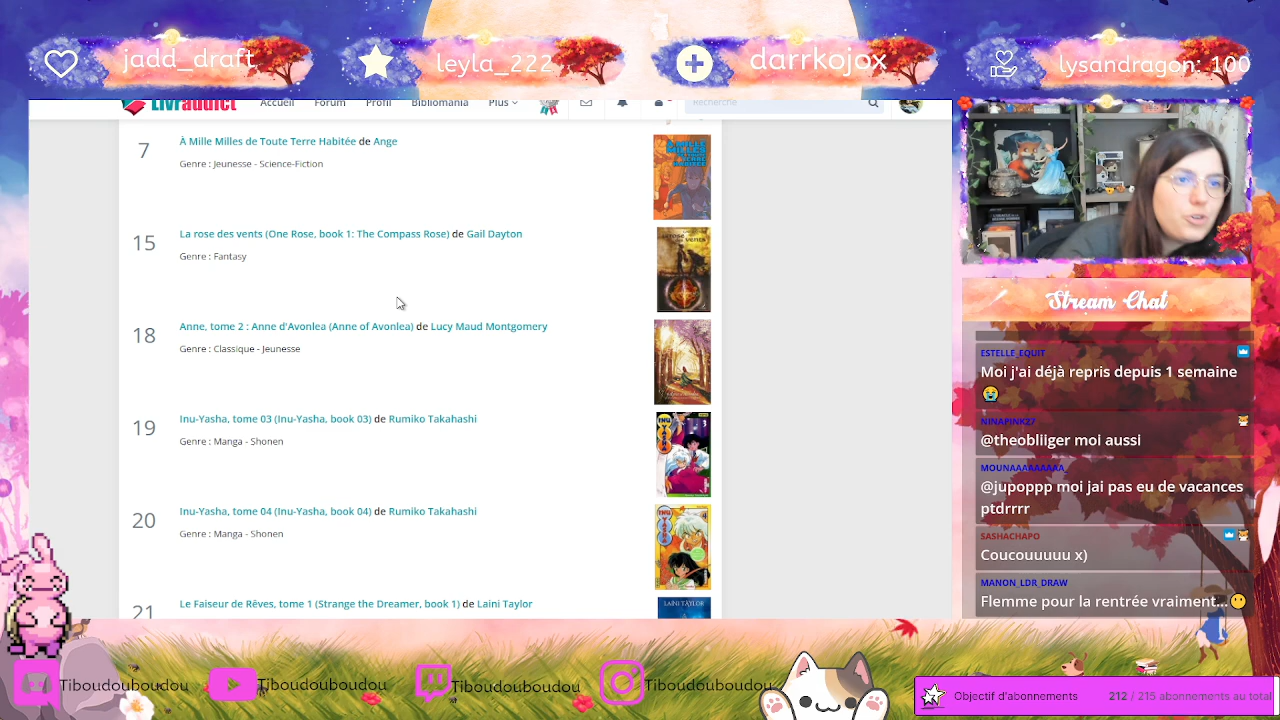 jadd_draft
leyla_222
darrkojox
lysandragon: 100
Livraddict
Accueil
Forum
Profil
Bibliomania
Plus
Recherche
7
À Mille Milles de Toute Terre Habitée de Ange
Genre : Jeunesse - Science-Fiction
15
La rose des vents (One Rose, book 1: The Compass Rose) de Gail Dayton
Genre : Fantasy
18
Anne, tome 2 : Anne d'Avonlea (Anne of Avonlea) de Lucy Maud Montgomery
Genre : Classique - Jeunesse
19
Inu-Yasha, tome 03 (Inu-Yasha, book 03) de Rumiko Takahashi
Genre : Manga - Shonen
20
Inu-Yasha, tome 04 (Inu-Yasha, book 04) de Rumiko Takahashi
Genre : Manga - Shonen
21
Le Faiseur de Rêves, tome 1 (Strange the Dreamer, book 1) de Laini Taylor
LAINI TAYLOR
Stream Chat
ESTELLE_EQUIT
Moi j'ai déjà repris depuis 1 semaine
NINAPINK27
@theobliiger moi aussi
MOUNAAAAAAAAA_
@jupoppp moi jai pas eu de vacances
ptdrrrr
SASHACHAPO
Coucouuuuu x)
MANON_LDR_DRAW
Flemme pour la rentrée vraiment...
Tiboudouboudou
Tiboudouboudou
Tiboudouboudou
Tiboudouboudou
Objectif d'abonnements
212 / 215 abonnements au total